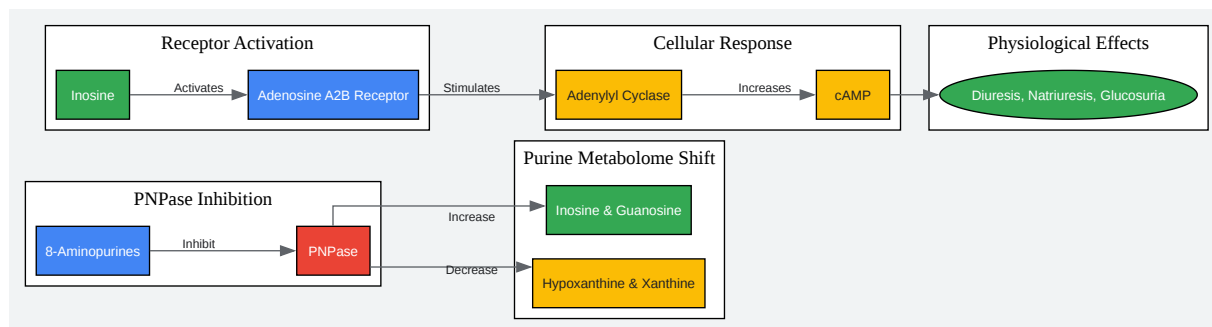 Receptor Activation
Inosine
Activates
Adenosine A2B Receptor
Stimulates
Cellular Response
Adenylyl Cyclase
Increases
cAMP
Physiological Effects
Diuresis, Natriuresis, Glucosuria
PNPase Inhibition
8-Aminopurines
Inhibit
PNPase
Increase
Decrease
Purine Metabolome Shift
Inosine & Guanosine
Hypoxanthine & Xanthine